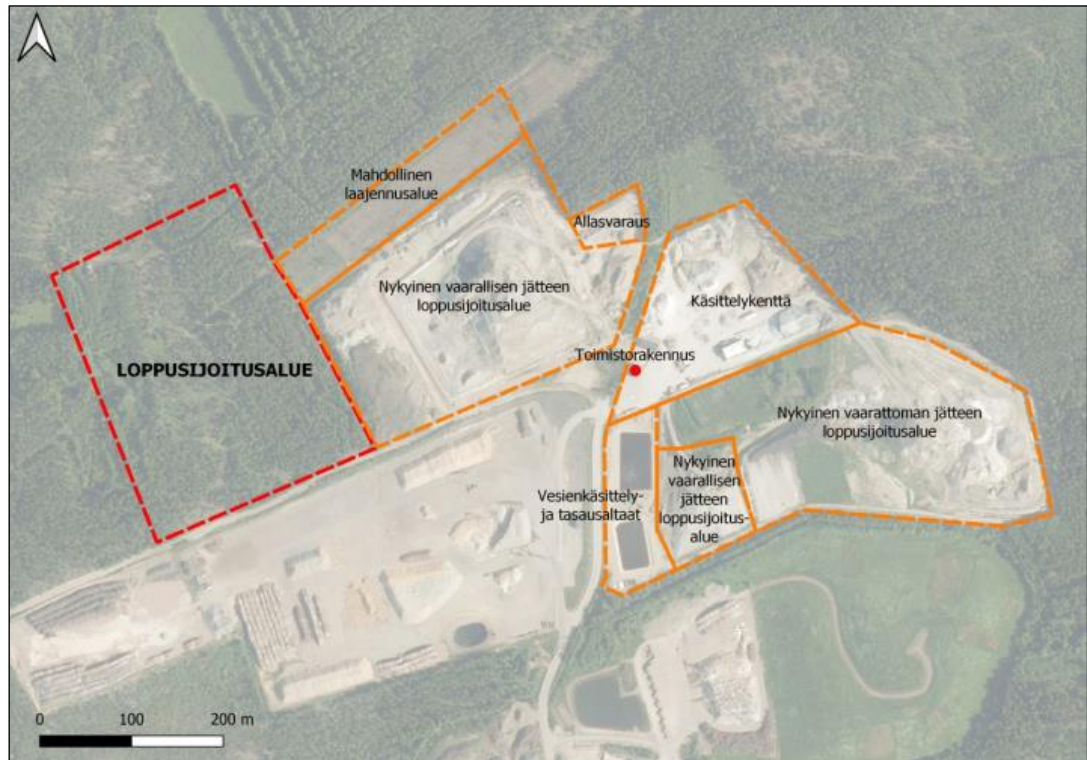 Mahdollinen
laajennusalue
Allasvaraus
Nykyinen vaarallisen jätteen
loppusijoitusalue
Käsittelykenttä
Toimistorakennus
LOPPUSIJOITUSALUE
Nykyinen vaarattoman jätteen
loppusijoitusalue
Nykyinen
vaarallisen
jätteen
loppusijoitus-
alue
Vesienkäsittely-
ja tasausaltaat
0 100 200 m